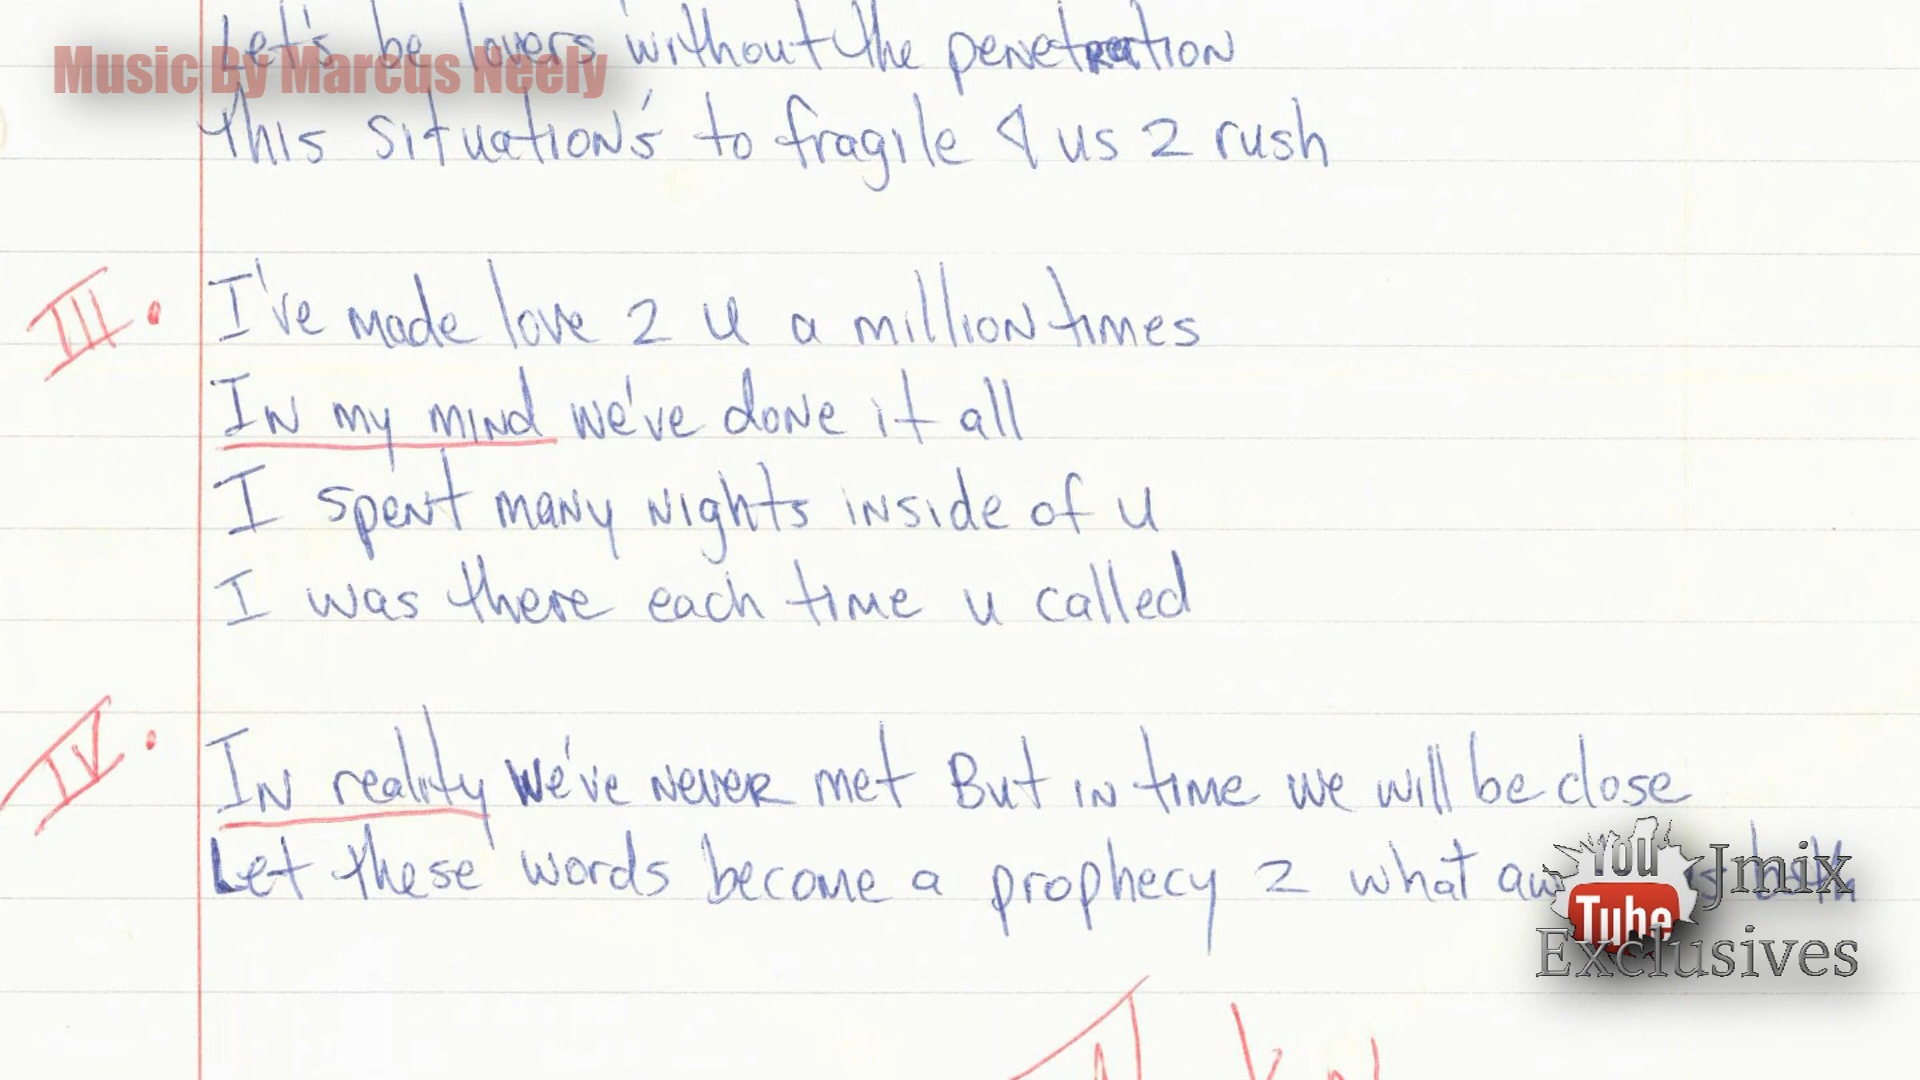 Let's be lovers without the penetration
Music By Marcus Neely
This situation's to fragile 4 us 2 rush
III. I've made love 2 U a million times
In my mind we've done it all
I spent many nights inside of U
I was there each time u called
IV. In reality we've never met But in time we will be close
Let these words become a prophecy 2 what both
You Tube Jmix
Exclusives